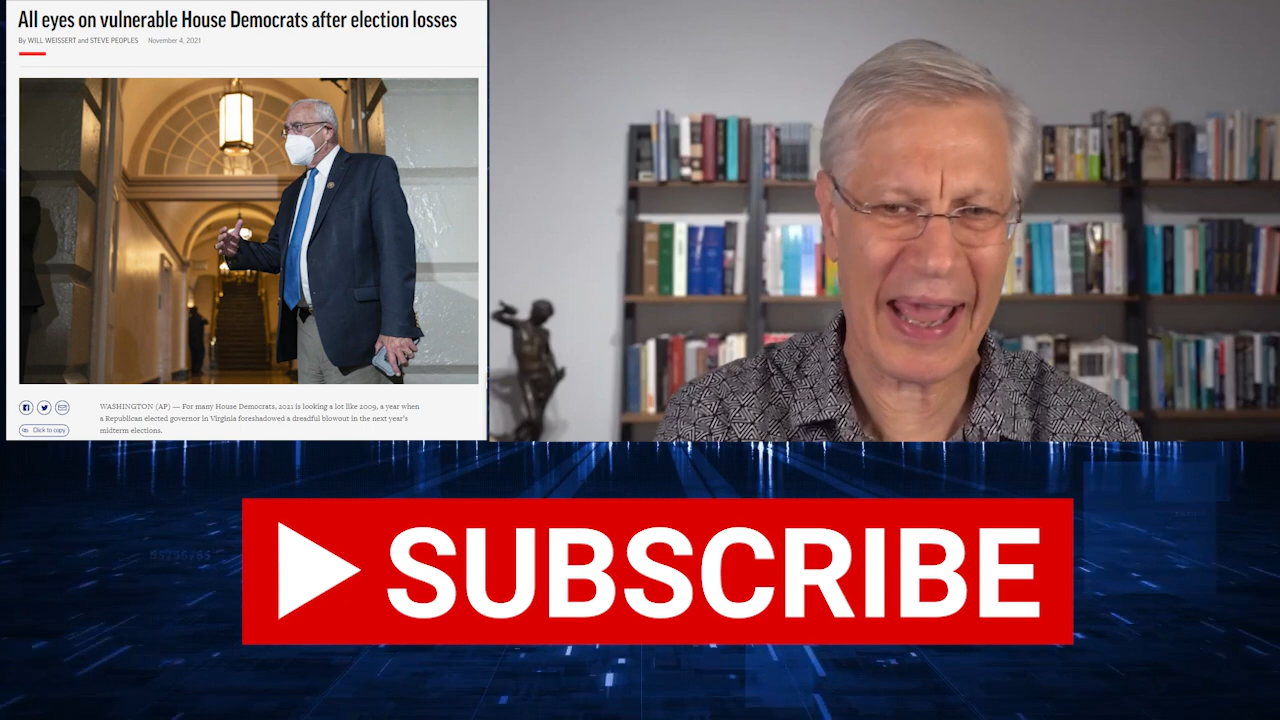 All eyes on vulnerable House Democrats after election losses
By WILL WEISSERT and STEVE PEOPLES November 4, 2021
WASHINGTON (AP) — For many House Democrats, 2021 is looking a lot like 2009, a year when
a Republican elected governor in Virginia foreshadowed a dreadful blowout in the next year's
midterm elections.
Click to copy
SUBSCRIBE